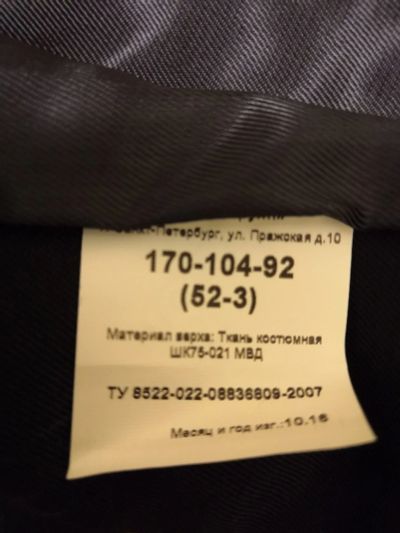 Санкт-Петербург, ул. Пражская д.10
170-104-92
(52-3)
Материал верха: Ткань костюмная
ШК75-021 МВД
ТУ 8522-022-08836809-2007
Месяц и год изг.:10.16